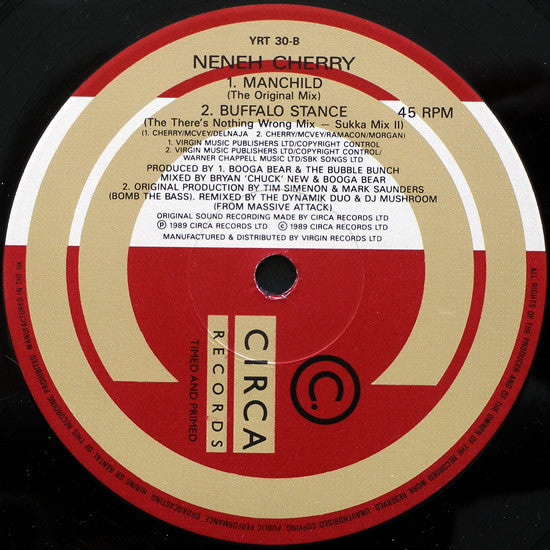 YRT 30-B
NENEH CHERRY
1. MANCHILD
(The Original Mix)
2. BUFFALO STANCE 45 RPM
(The There's Nothing Wrong Mix — Sukka Mix II)
(1. CHERRY/MCVEY/DELNAJA 2. CHERRY/MCVEY/RAMACON/MORGAN)
1. VIRGIN MUSIC PUBLISHERS LTD/COPYRIGHT CONTROL
2. VIRGIN MUSIC PUBLISHERS LTD/COPYRIGHT CONTROL/
WARNER CHAPPELL MUSIC LTD/SBK SONGS LTD
PRODUCED BY 1. BOOGA BEAR & THE BUBBLE BUNCH
MIXED BY BRYAN 'CHUCK' NEW & BOOGA BEAR
2. ORIGINAL PRODUCTION BY TIM SIMENON & MARK SAUNDERS
(BOMB THE BASS). REMIXED BY THE DYNAMIK DUO & DJ MUSHROOM
(FROM MASSIVE ATTACK).
ORIGINAL SOUND RECORDING MADE BY CIRCA RECORDS LTD
℗ 1989 CIRCA RECORDS LTD © 1989 CIRCA RECORDS LTD
MANUFACTURED & DISTRIBUTED BY VIRGIN RECORDS LTD
C.
CIRCA
RECORDS
TIMED AND PRIMED
ALL RIGHTS OF THE PRODUCER AND OF THE OWNER OF THE RECORDED WORK RESERVED. UNAUTHORISED COPYING, PUBLIC PERFORMANCE, BROADCASTING, HIRING OR RENTAL OF THIS RECORDING PROHIBITED. MANUFACTURED IN THE UK